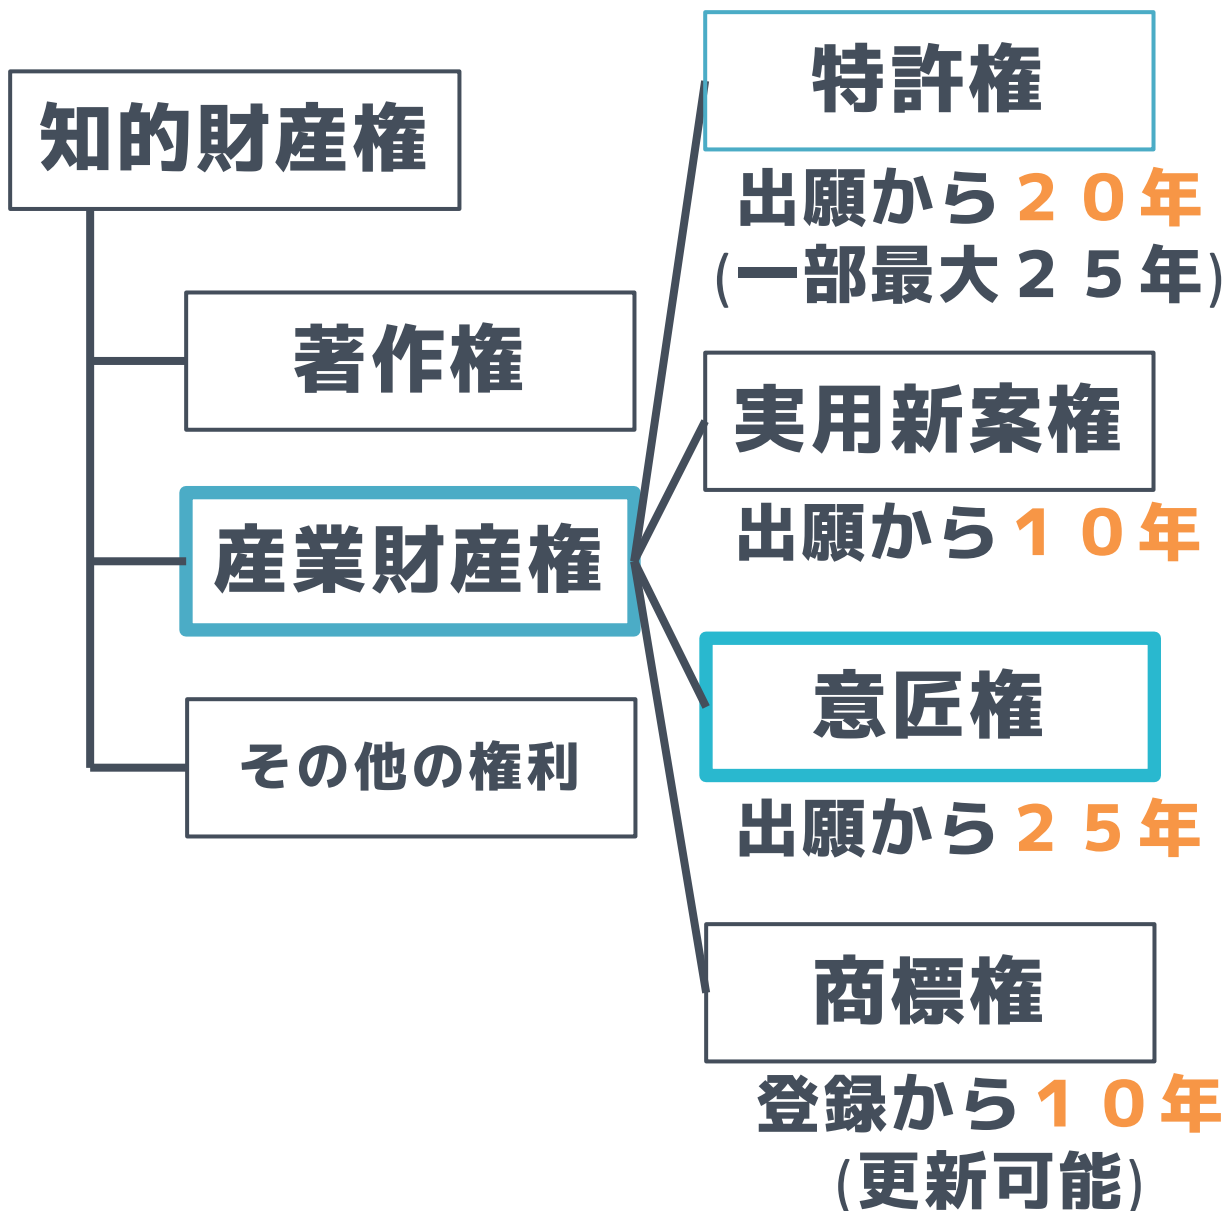 知的財産権
著作権
産業財産権
その他の権利
特許権
出願から２０年
(一部最大２５年)
実用新案権
出願から１０年
意匠権
出願から２５年
商標権
登録から１０年
(更新可能)